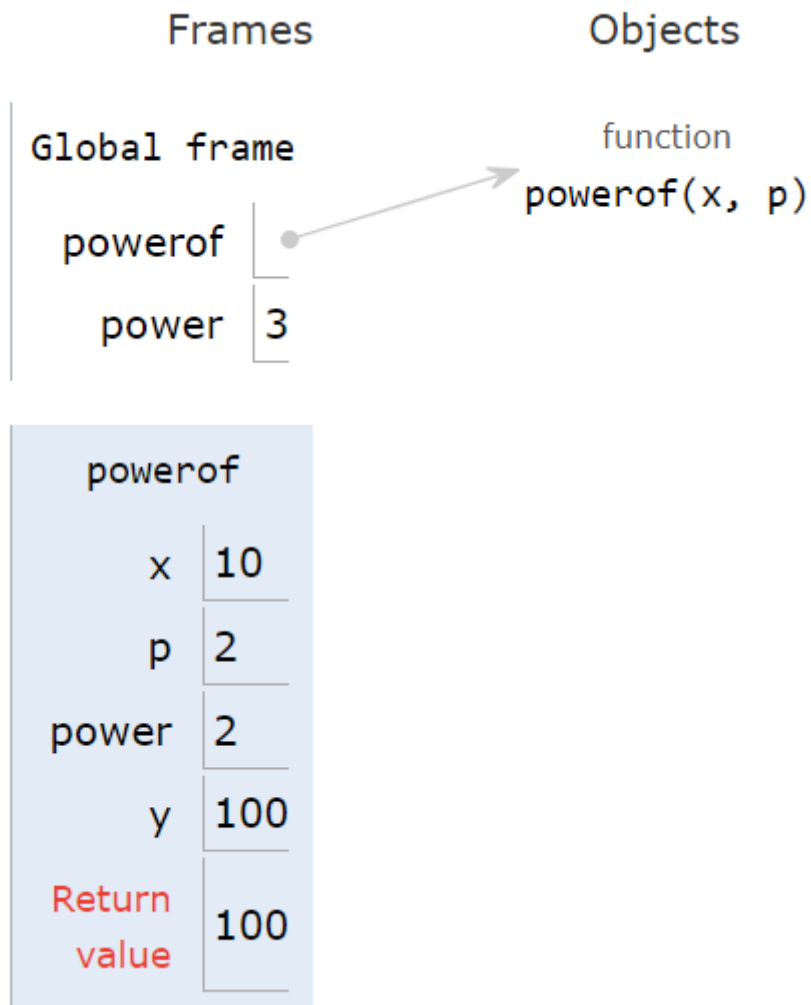 Frames Objects
Global frame
function
powerof(x, p)
powerof
power 3
powerof
x 10
p 2
power 2
y 100
Return
value 100